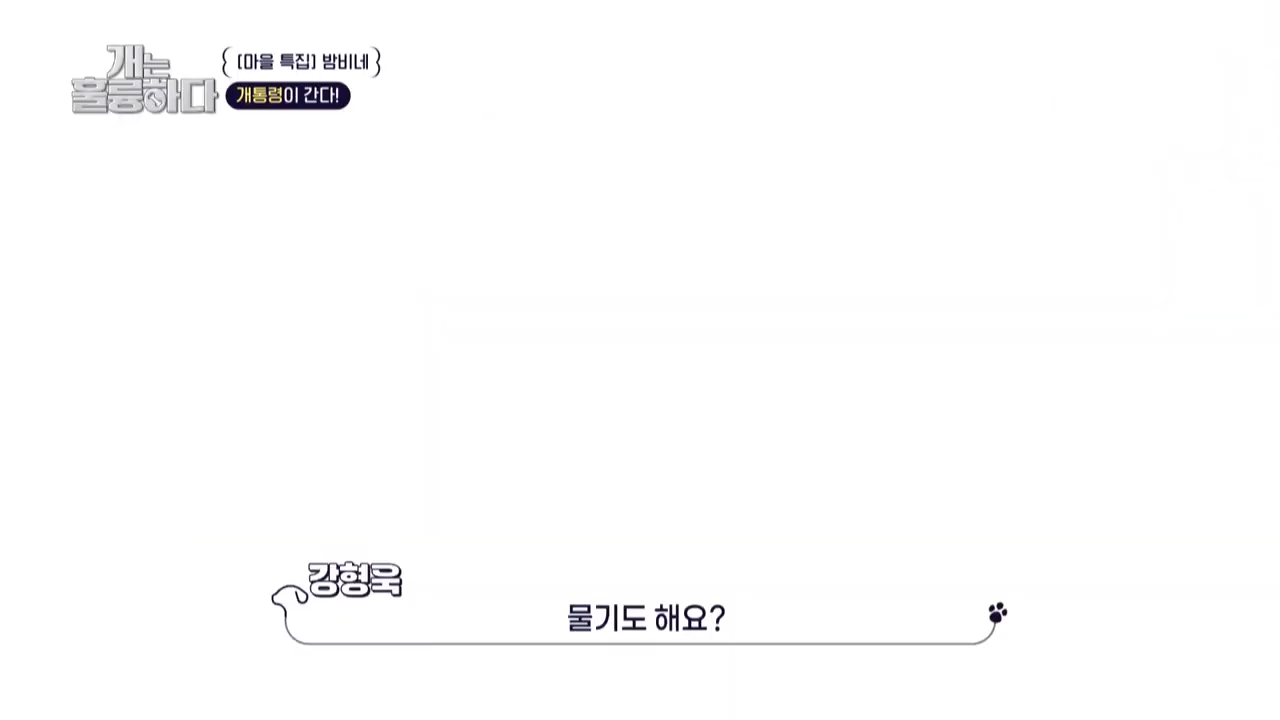 개는
훌륭하다
[마을 특집] 밤비네
개통령이 간다!
강형욱
물기도 해요?